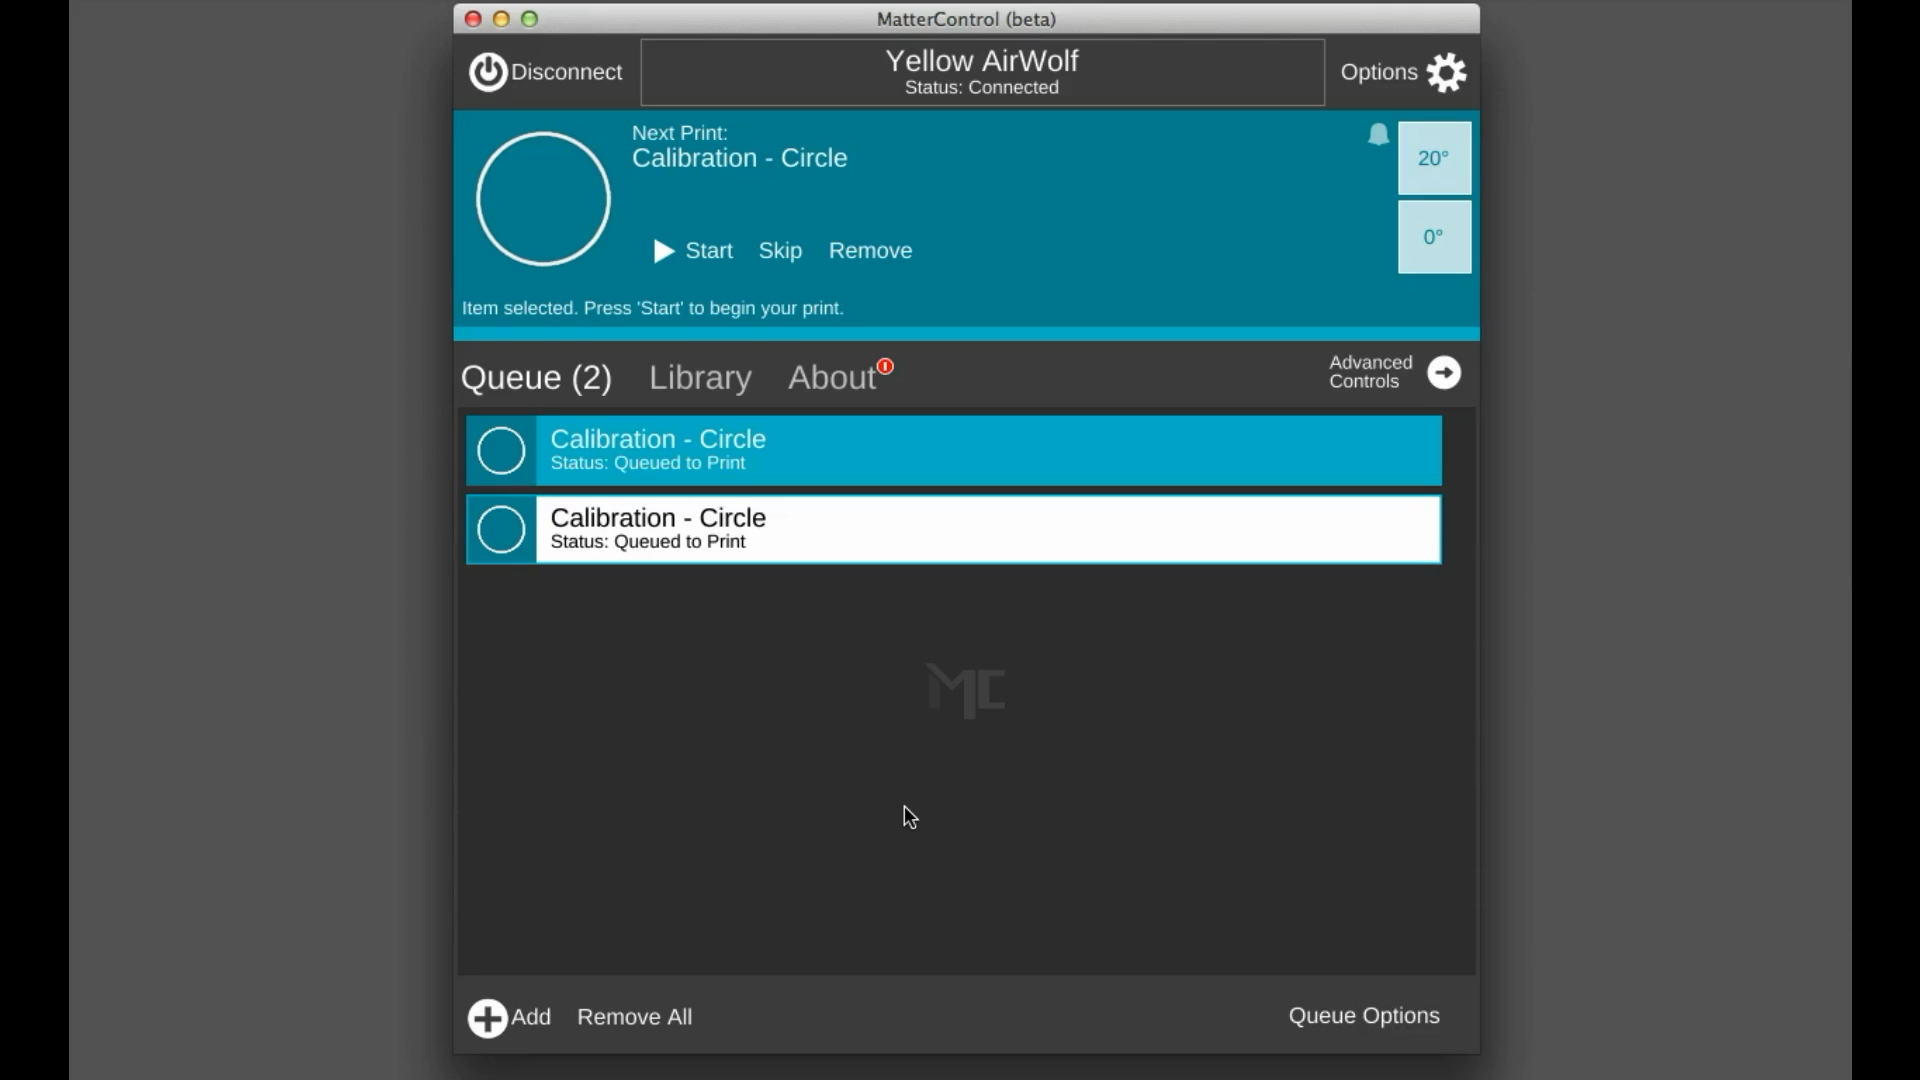 MatterControl (beta)
Disconnect
Yellow AirWolf
Status: Connected
Options
Next Print:
Calibration - Circle
20°
0°
Start Skip Remove
Item selected. Press 'Start' to begin your print.
Queue (2) Library About
Advanced
Controls
Calibration - Circle
Status: Queued to Print
Calibration - Circle
Status: Queued to Print
MC
Add Remove All
Queue Options